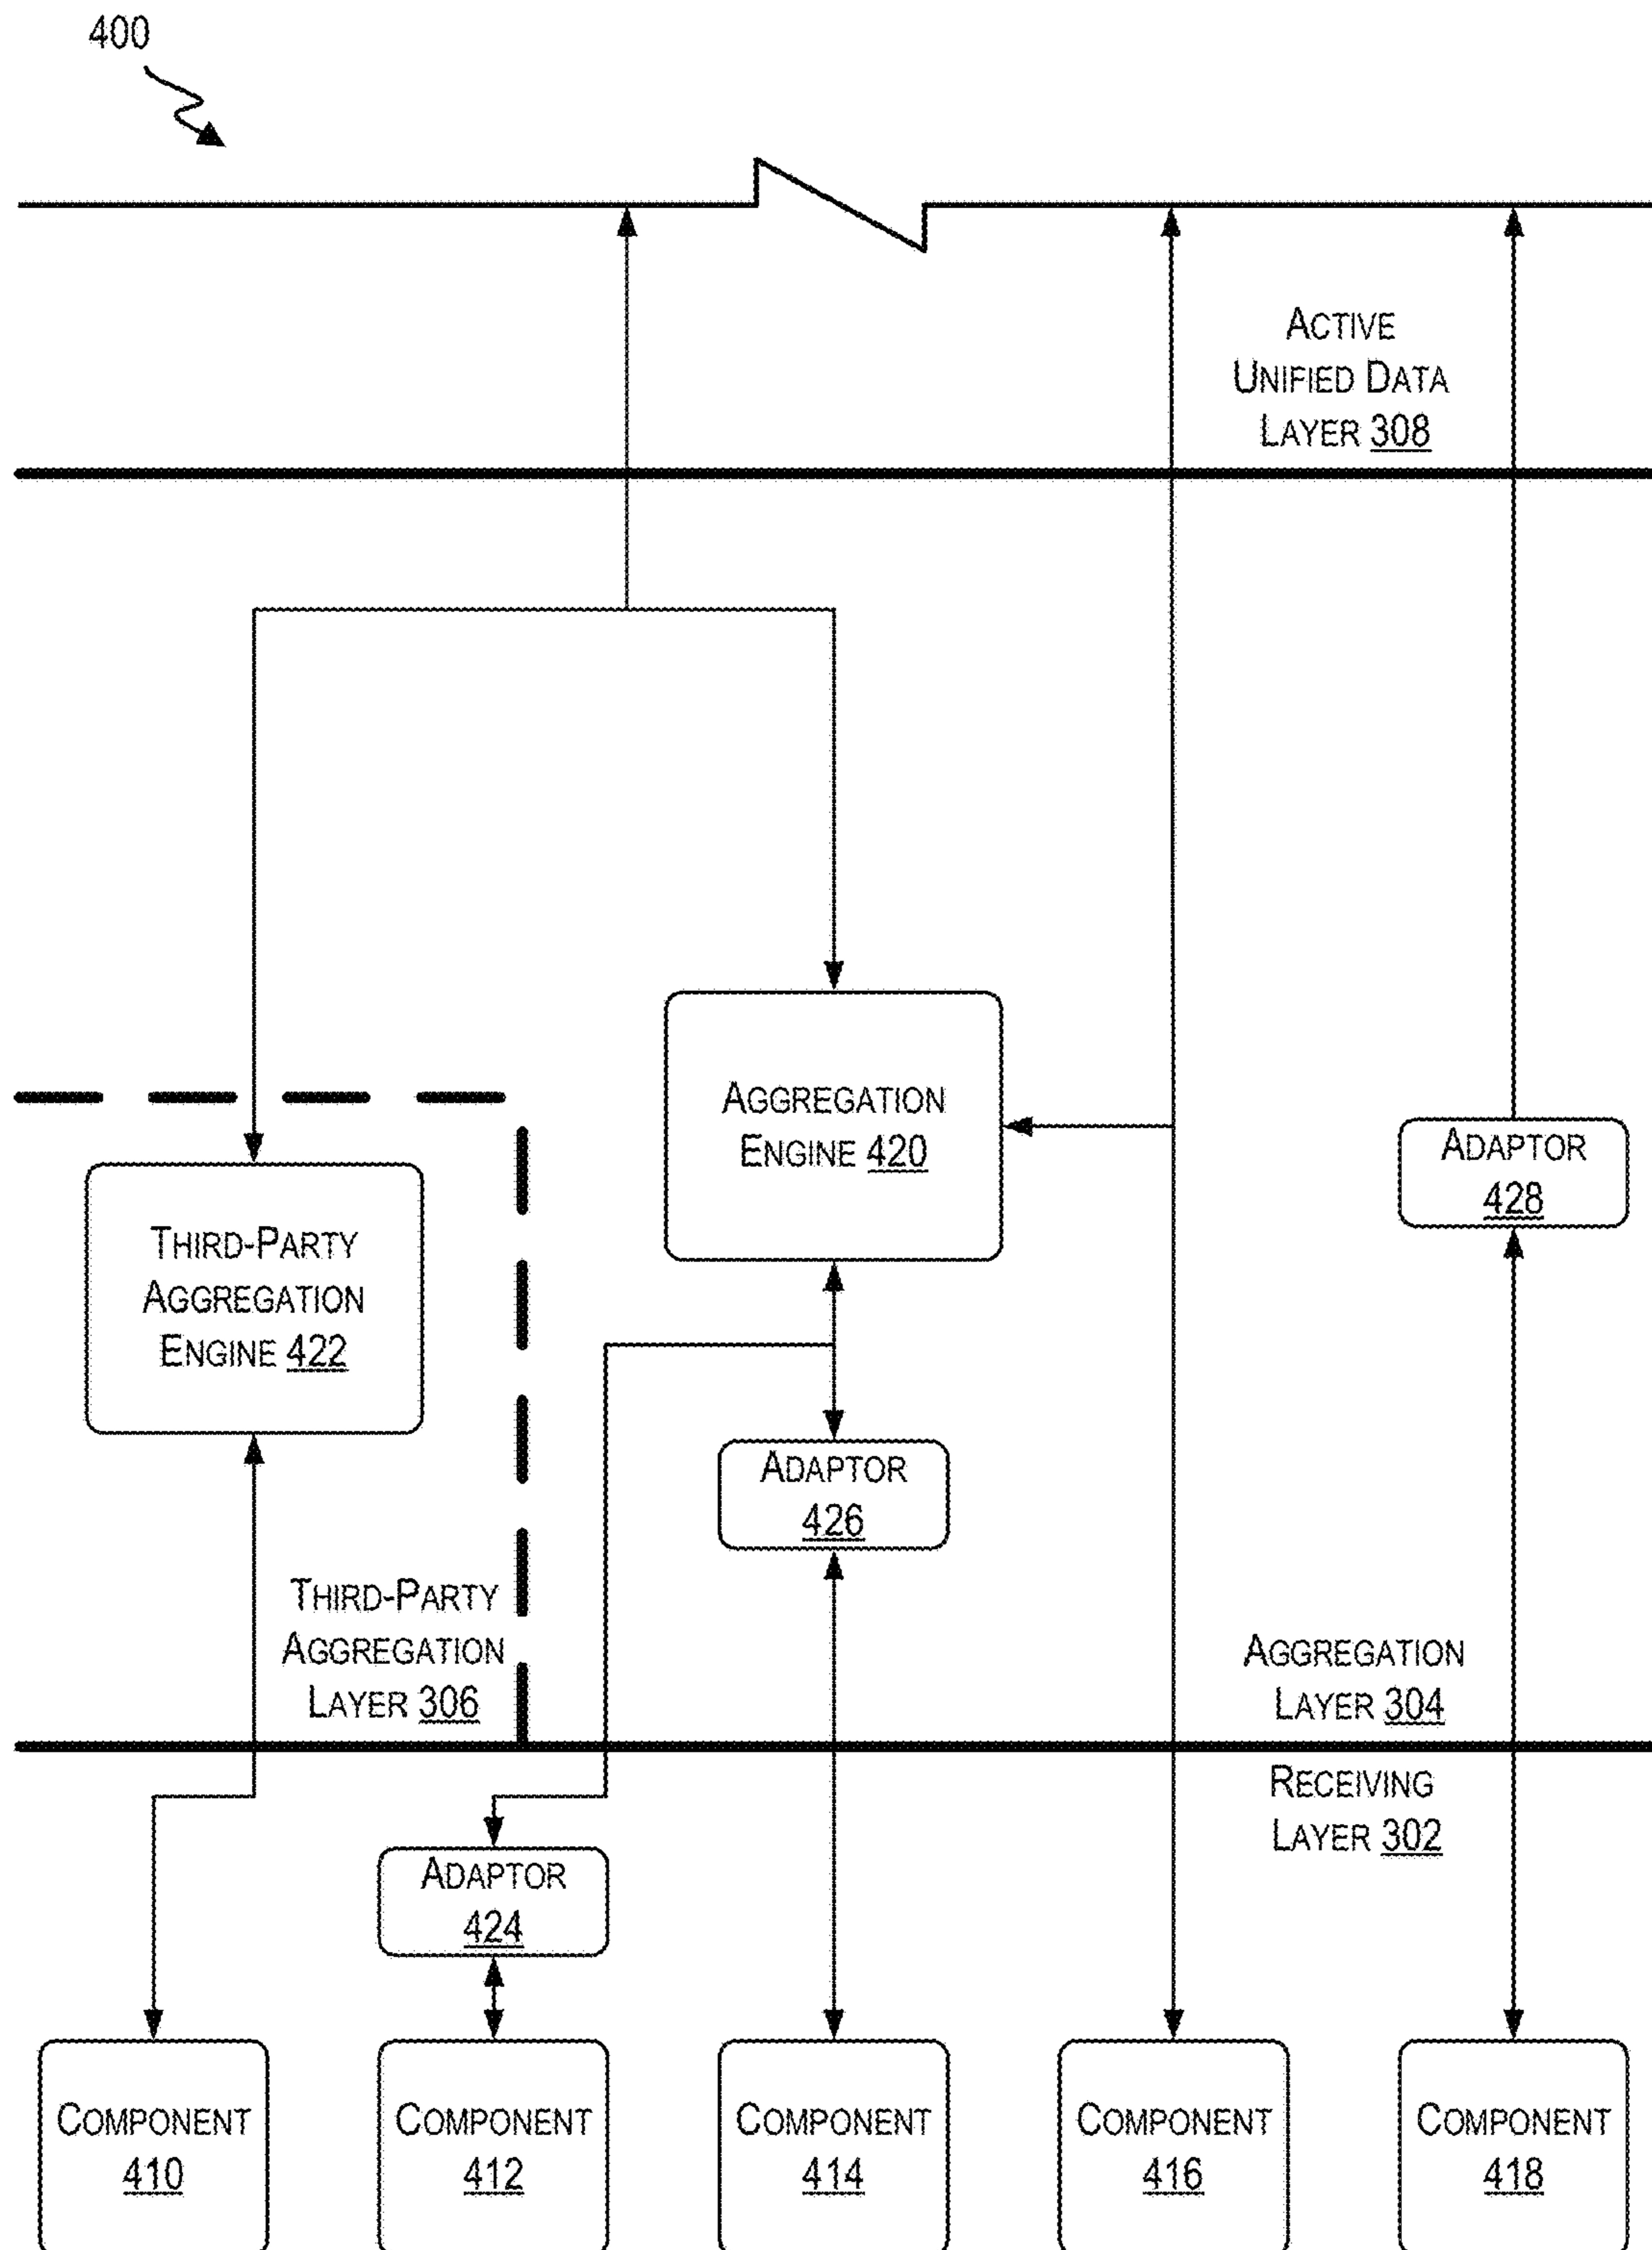 400
ACTIVE
UNIFIED DATA
LAYER 308
AGGREGATION
ENGINE 420
ADAPTOR
428
THIRD-PARTY
AGGREGATION
ENGINE 422
ADAPTOR
426
THIRD-PARTY
AGGREGATION
LAYER 306
AGGREGATION
LAYER 304
RECEIVING
LAYER 302
ADAPTOR
424
COMPONENT
410
COMPONENT
412
COMPONENT
414
COMPONENT
416
COMPONENT
418